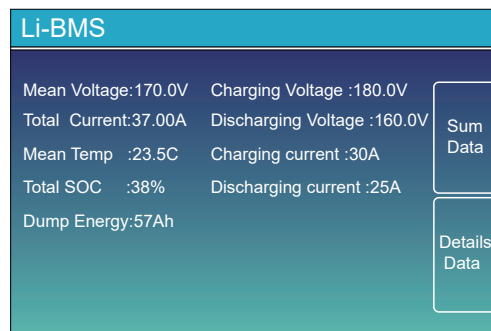 Li-BMS
Mean Voltage:170.0V
Total Current:37.00A
Mean Temp :23.5C
Total SOC :38%
Dump Energy:57Ah
Charging Voltage :180.0V
Discharging Voltage :160.0V
Charging current :30A
Discharging current :25A
Sum
Data
Details
Data